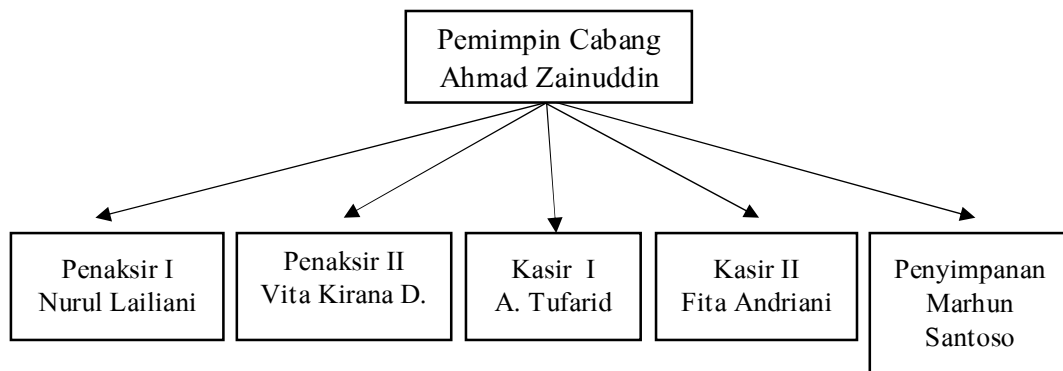 Pemimpin Cabang
Ahmad Zainuddin
Penaksir I
Nurul Lailiani
Penaksir II
Vita Kirana D.
Kasir I
A. Tufarid
Kasir II
Fita Andriani
Penyimpanan
Marhun
Santoso